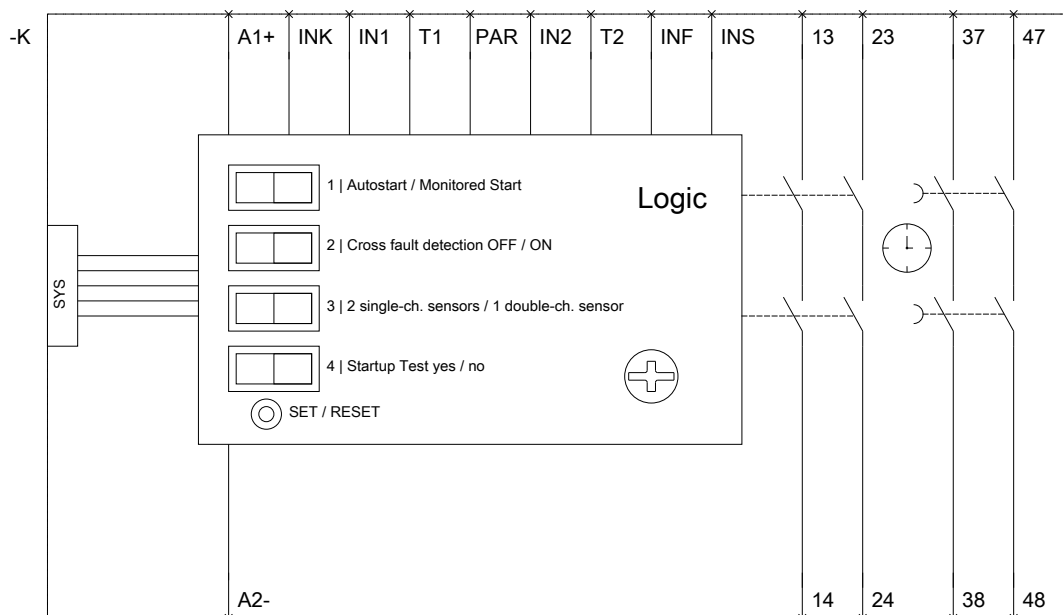 -K A1+ INK IN1 T1 PAR IN2 T2 INF INS 13 23 37 47
1 | Autostart / Monitored Start
Logic
2 | Cross fault detection OFF / ON
SYS
3 | 2 single-ch. sensors / 1 double-ch. sensor
4 | Startup Test yes / no
SET / RESET
A2- 14 24 38 48